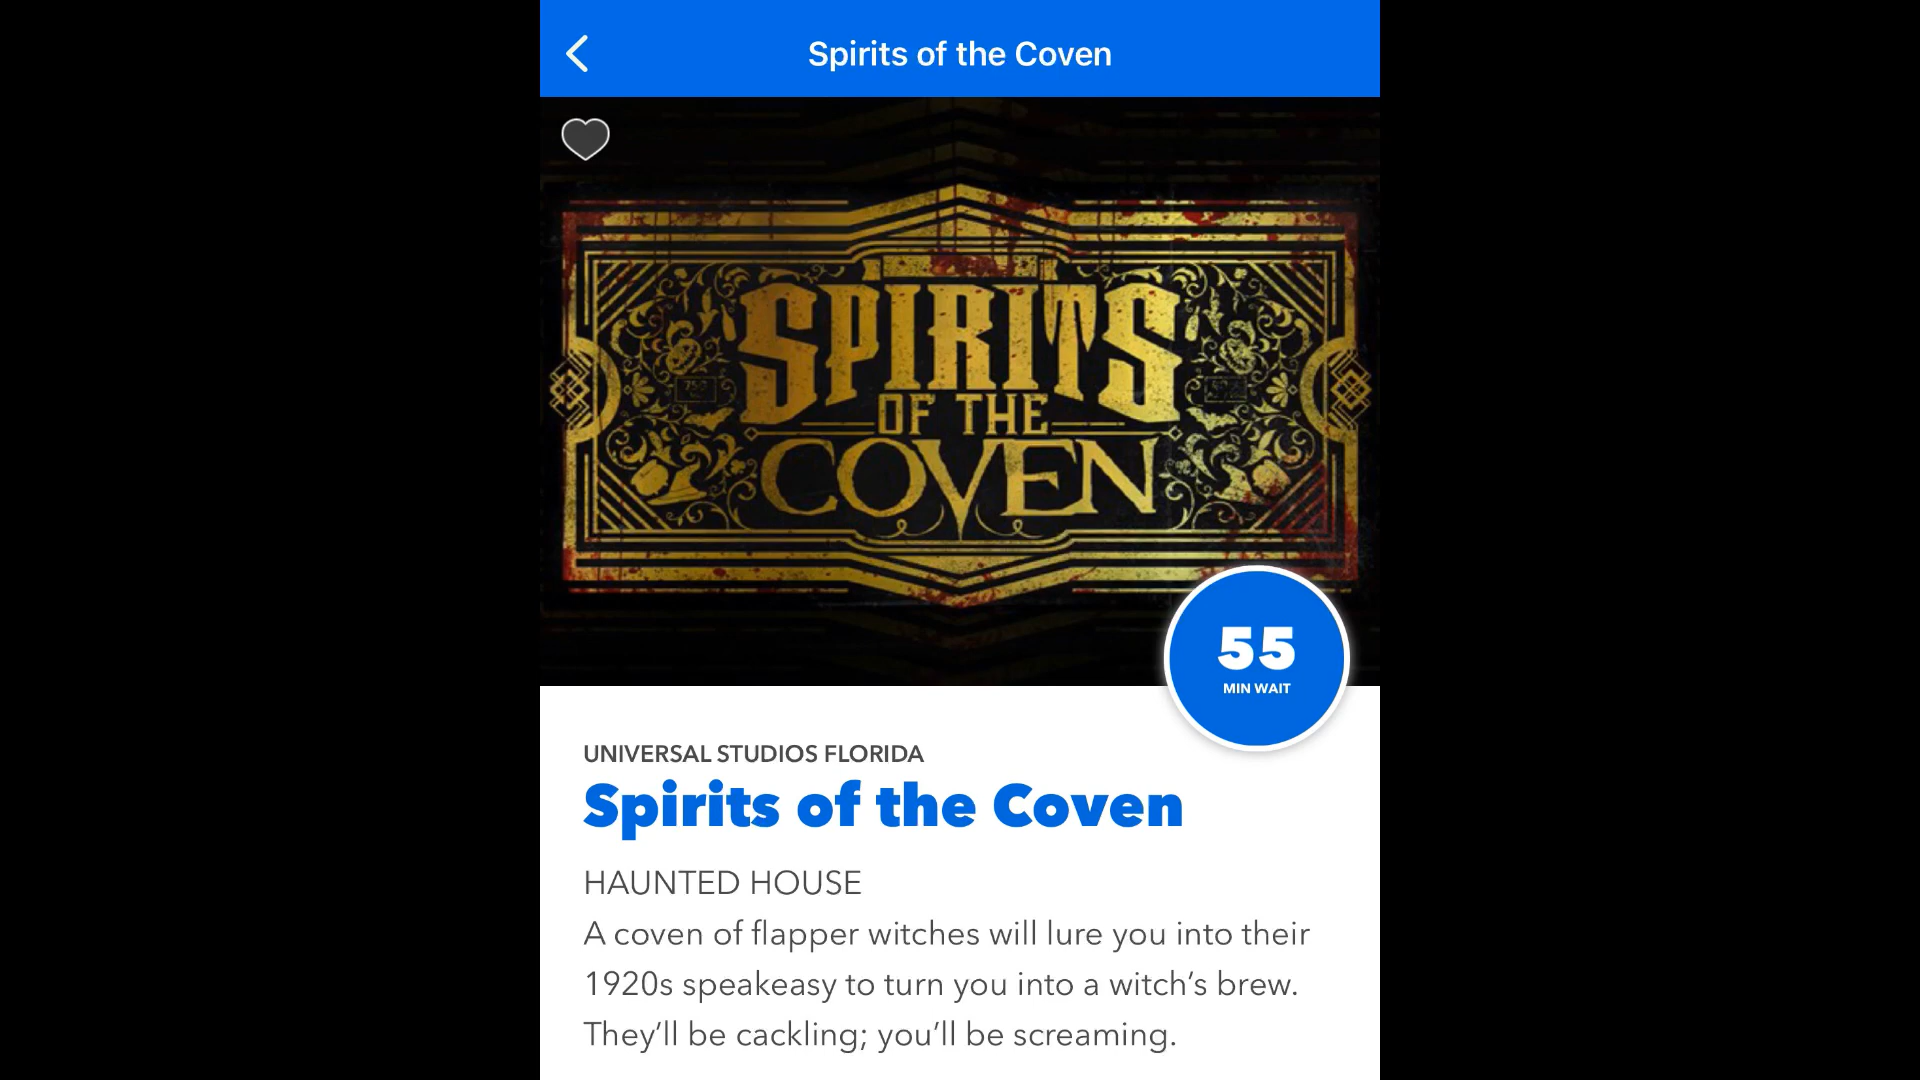 Spirits of the Coven
SPIRITS
OF THE
COVEN
55
MIN WAIT
UNIVERSAL STUDIOS FLORIDA
Spirits of the Coven
HAUNTED HOUSE
A coven of flapper witches will lure you into their
1920s speakeasy to turn you into a witch’s brew.
They’ll be cackling; you’ll be screaming.